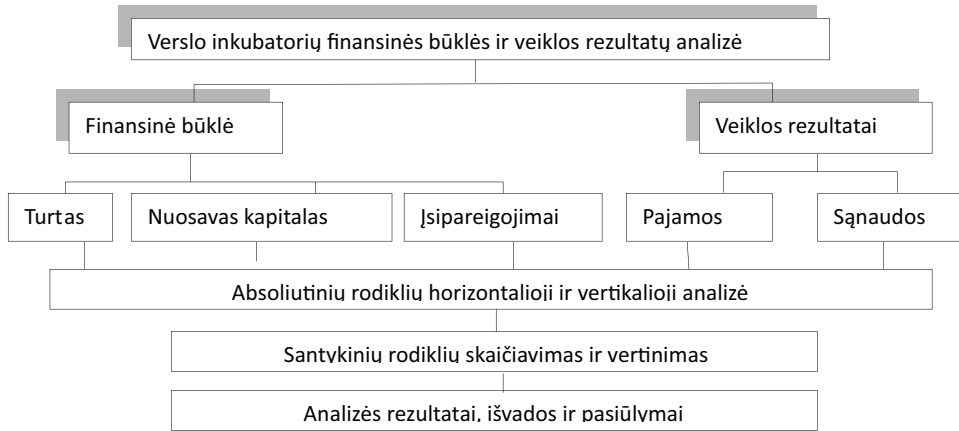 Verslo inkubatorių finansinės būklės ir veiklos rezultatų analizė
Finansinė būklė
Veiklos rezultatai
Turtas
Nuosavas kapitalas
Įsipareigojimai
Pajamos
Sąnaudos
Absoliutinių rodiklių horizontalioji ir vertikalioji analizė
Santykinių rodiklių skaičiavimas ir vertinimas
Analizės rezultatai, išvados ir pasiūlymai